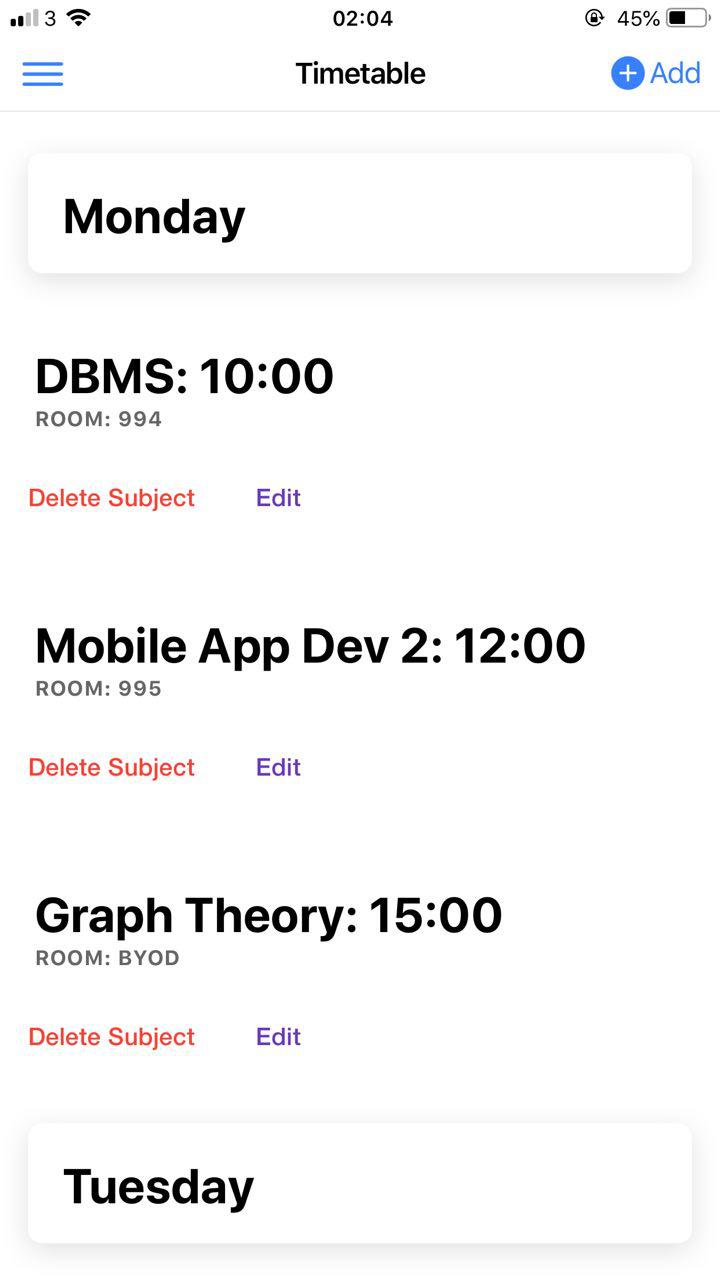 3 02:04 45%
Timetable Add
Monday
DBMS: 10:00
ROOM: 994
Delete Subject Edit
Mobile App Dev 2: 12:00
ROOM: 995
Delete Subject Edit
Graph Theory: 15:00
ROOM: BYOD
Delete Subject Edit
Tuesday